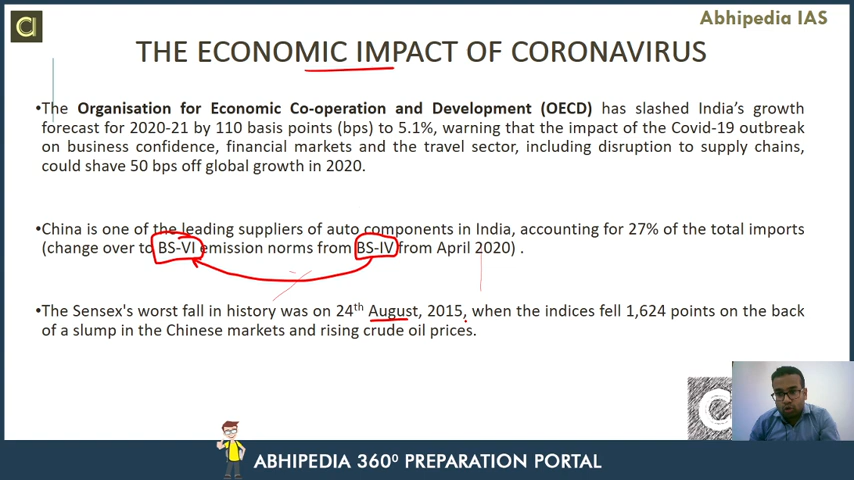 Abhipedia IAS
THE ECONOMIC IMPACT OF CORONAVIRUS
•The Organisation for Economic Co-operation and Development (OECD) has slashed India's growth
forecast for 2020-21 by 110 basis points (bps) to 5.1%, warning that the impact of the Covid-19 outbreak
on business confidence, financial markets and the travel sector, including disruption to supply chains,
could shave 50 bps off global growth in 2020.
China is one of the leading suppliers of auto components in India, accounting for 27% of the total imports
(change over to BS-VI emission norms from BS-IV from April 2020) .
•The Sensex's worst fall in history was on 24th August, 2015, when the indices fell 1,624 points on the back
of a slump in the Chinese markets and rising crude oil prices.
ABHIPEDIA 360⁰ PREPARATION PORTAL